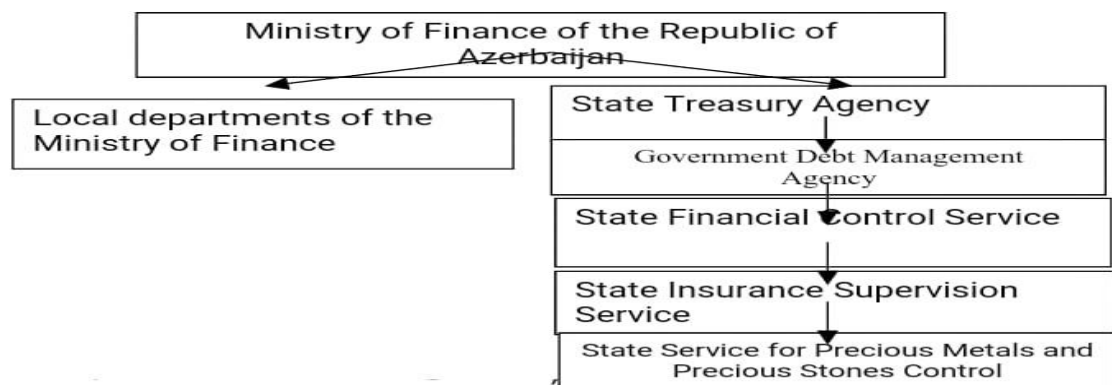 Ministry of Finance of the Republic of
Azerbaijan
Local departments of the
Ministry of Finance
State Treasury Agency
Government Debt Management
Agency
State Financial Control Service
State Insurance Supervision
Service
State Service for Precious Metals and
Precious Stones Control